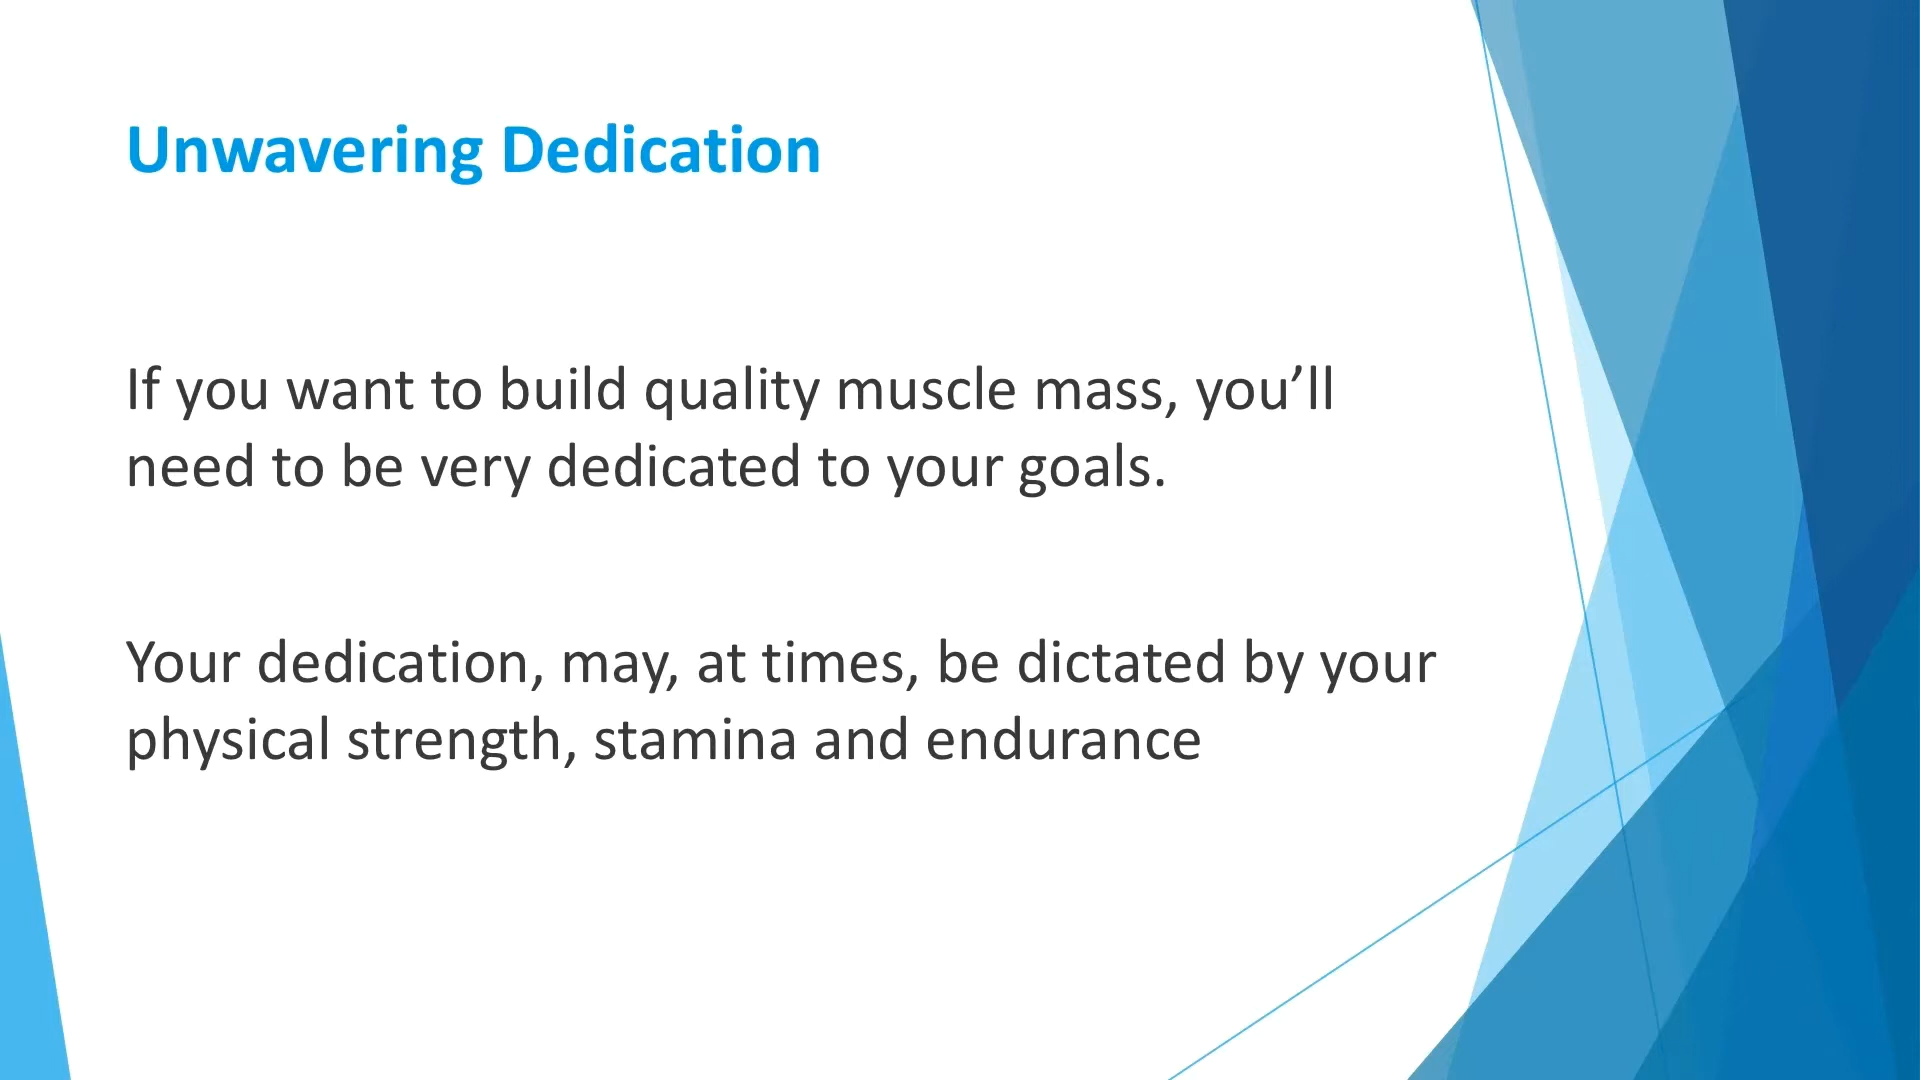 Unwavering Dedication
If you want to build quality muscle mass, you’ll
need to be very dedicated to your goals.
Your dedication, may, at times, be dictated by your
physical strength, stamina and endurance